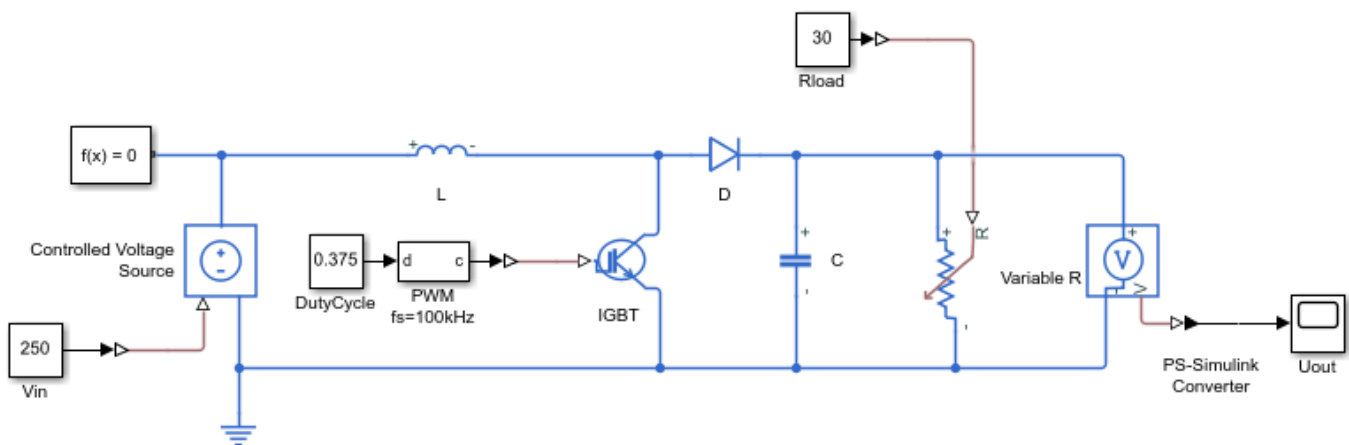 30
Rload
f(x) = 0
+
-
L
D
Controlled Voltage
Source
+
-
0.375
DutyCycle
d
c
PWM
fs=100kHz
IGBT
+
C
-
+
R
-
Variable R
+
V
-
V
250
Vin
PS-Simulink
Converter
Uout